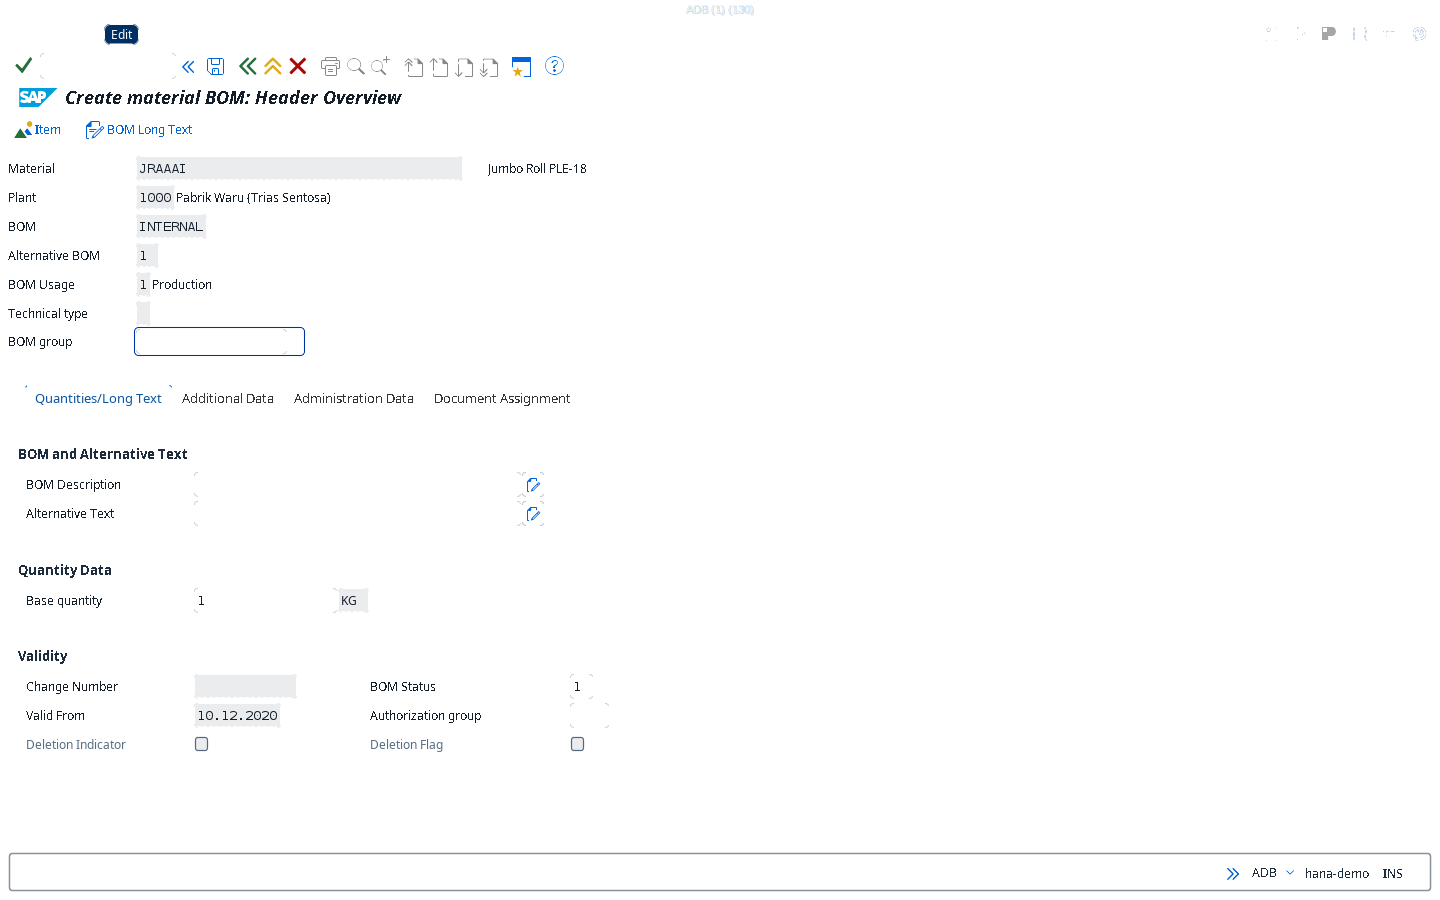 ADB (1) (130)
Edit
SAP Create material BOM: Header Overview
Item BOM Long Text
Material JRAAAI Jumbo Roll PLE-18
Plant 1000 Pabrik Waru (Trias Sentosa)
BOM INTERNAL
Alternative BOM 1
BOM Usage 1 Production
Technical type
BOM group
Quantities/Long Text Additional Data Administration Data Document Assignment
BOM and Alternative Text
BOM Description
Alternative Text
Quantity Data
Base quantity 1 KG
Validity
Change Number BOM Status 1
Valid From 10.12.2020 Authorization group
Deletion Indicator Deletion Flag
ADB hana-demo INS